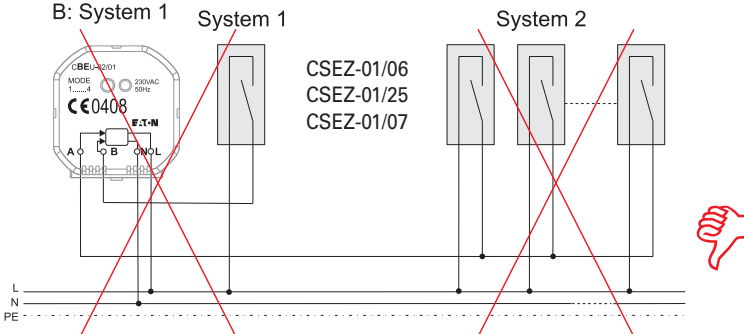 B: System 1
System 1
System 2
CBEU-02/01
MODE
1......4
230VAC
50Hz
CE0408
E·T·N
A B N L
CSEZ-01/06
CSEZ-01/25
CSEZ-01/07
L
N
PE